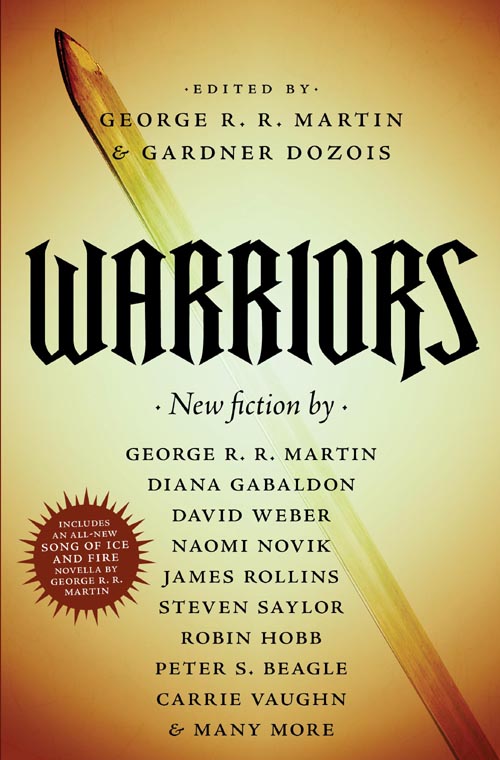 ·EDITED BY·
GEORGE R. R. MARTIN
& GARDNER DOZOIS
WARRIORS
· New fiction by ·
GEORGE R. R. MARTIN
DIANA GABALDON
DAVID WEBER
NAOMI NOVIK
JAMES ROLLINS
STEVEN SAYLOR
ROBIN HOBB
PETER S. BEAGLE
CARRIE VAUGHN
& MANY MORE
INCLUDES
AN ALL-NEW
SONG OF ICE
AND FIRE
NOVELLA BY
GEORGE R. R.
MARTIN